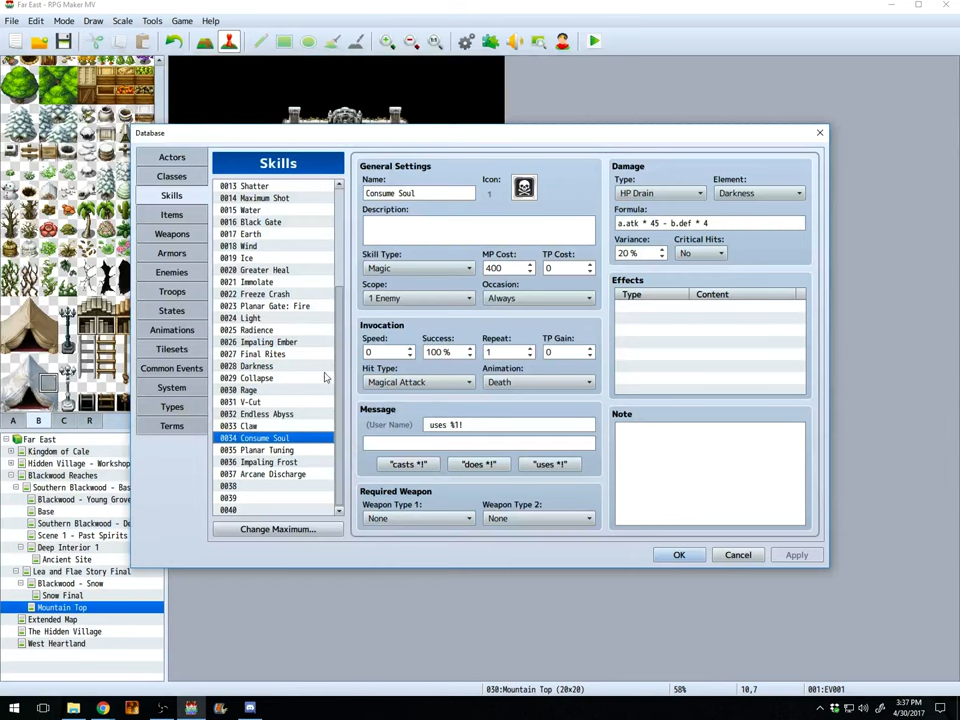 Far East - RPG Maker MV
File Edit Mode Draw Scale Tools Game Help
Database
Actors
Classes
Skills
Items
Weapons
Armors
Enemies
Troops
States
Animations
Tilesets
Common Events
System
Types
Terms
Skills
0013 Shatter
0014 Maximum Shot
0015 Water
0016 Black Gate
0017 Earth
0018 Wind
0019 Ice
0020 Greater Heal
0021 Immolate
0022 Freeze Crash
0023 Planar Gate: Fire
0024 Light
0025 Radience
0026 Impaling Ember
0027 Final Rites
0028 Darkness
0029 Collapse
0030 Rage
0031 V-Cut
0032 Endless Abyss
0033 Claw
0034 Consume Soul
0035 Planar Tuning
0036 Impaling Frost
0037 Arcane Discharge
0038
0039
0040
Change Maximum...
General Settings
Name: Icon:
Consume Soul 1
Description:
Skill Type: MP Cost: TP Cost:
Magic 400 0
Scope: Occasion:
1 Enemy Always
Invocation
Speed: Success: Repeat: TP Gain:
0 100 % 1 0
Hit Type: Animation:
Magical Attack Death
Message
(User Name) uses %1!
"casts *!" "does *!" "uses *!"
Required Weapon
Weapon Type 1: Weapon Type 2:
None None
Damage
Type: Element:
HP Drain Darkness
Formula:
a.atk * 45 - b.def * 4
Variance: Critical Hits:
20 % No
Effects
Type Content
Note
OK Cancel Apply
A B C R
Far East
Kingdom of Cale
Hidden Village - Workshop
Blackwood Reaches
Southern Blackwood - Bas
Blackwood - Young Grove
Base
Southern Blackwood - De
Scene 1 - Past Spirits
Deep Interior 1
Ancient Site
Lea and Flae Story Final
Blackwood - Snow
Snow Final
Mountain Top
Extended Map
The Hidden Village
West Heartland
030:Mountain Top (20x20) 58% 10,7 001:EV001
3:37 PM
4/30/2017